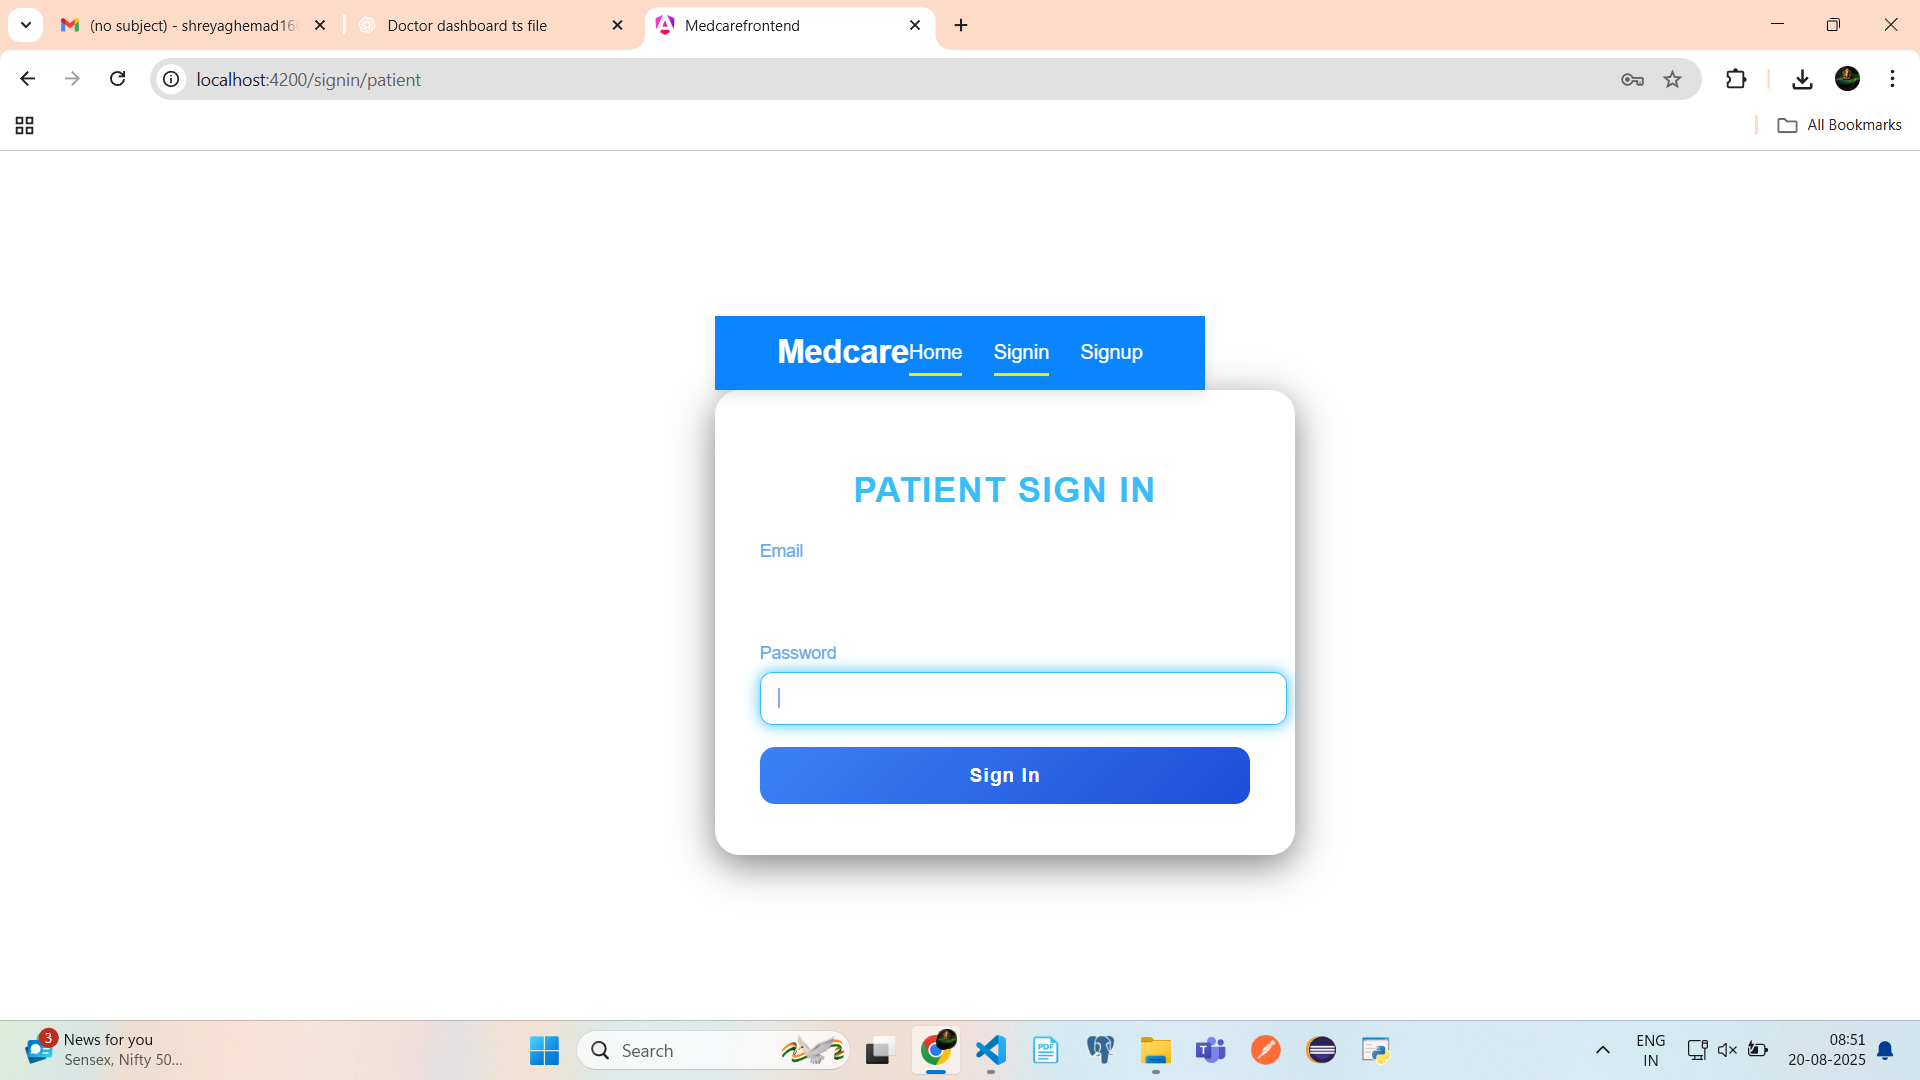 (no subject) - shreyaghemad16
Doctor dashboard ts file
Medcarefrontend
localhost:4200/signin/patient
All Bookmarks
Medcare
Home
Signin
Signup
PATIENT SIGN IN
Email
Password
Sign In
3
News for you
Sensex, Nifty 50...
Search
PDF
T
ENG
IN
08:51
20-08-2025